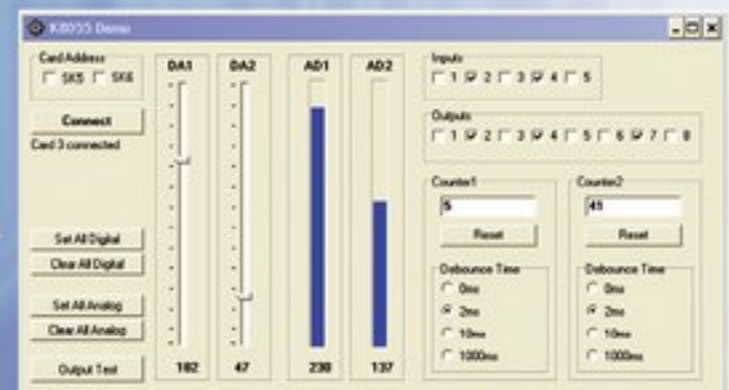 K8055 Demo
Card Address
SK5 SK6
Connect
Card 3 connected
Set All Digital
Clear All Digital
Set All Analog
Clear All Analog
Output Test
DA1 DA2 AD1 AD2
182 47 230 137
Inputs
1 2 3 4 5
Outputs
1 2 3 4 5 6 7 8
Counter1
5
Reset
Debounce Time
0ms
2ms
10ms
1000ms
Counter2
41
Reset
Debounce Time
0ms
2ms
10ms
1000ms